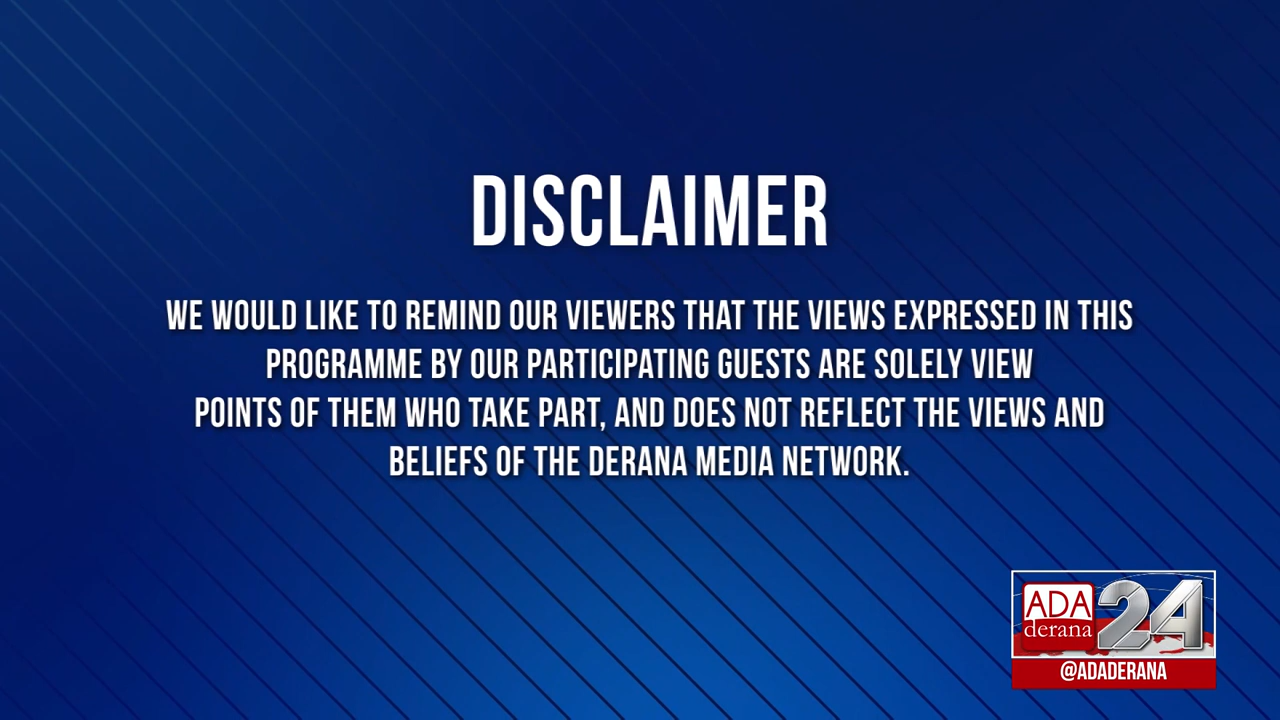 DISCLAIMER
WE WOULD LIKE TO REMIND OUR VIEWERS THAT THE VIEWS EXPRESSED IN THIS
PROGRAMME BY OUR PARTICIPATING GUESTS ARE SOLELY VIEW
POINTS OF THEM WHO TAKE PART, AND DOES NOT REFLECT THE VIEWS AND
BELIEFS OF THE DERANA MEDIA NETWORK.
ADA
derana
24
@ADADERANA